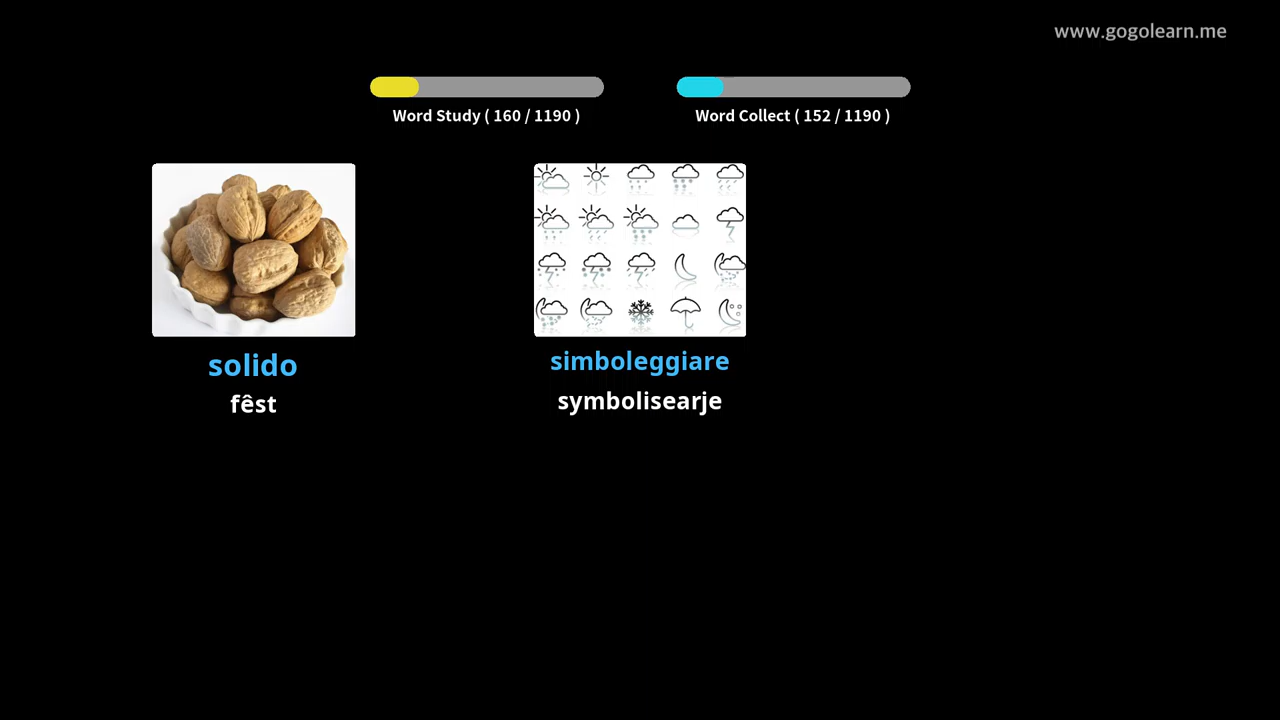 www.gogolearn.me
Word Study ( 160 / 1190 )
Word Collect ( 152 / 1190 )
solido
fêst
simboleggiare
symbolisearje